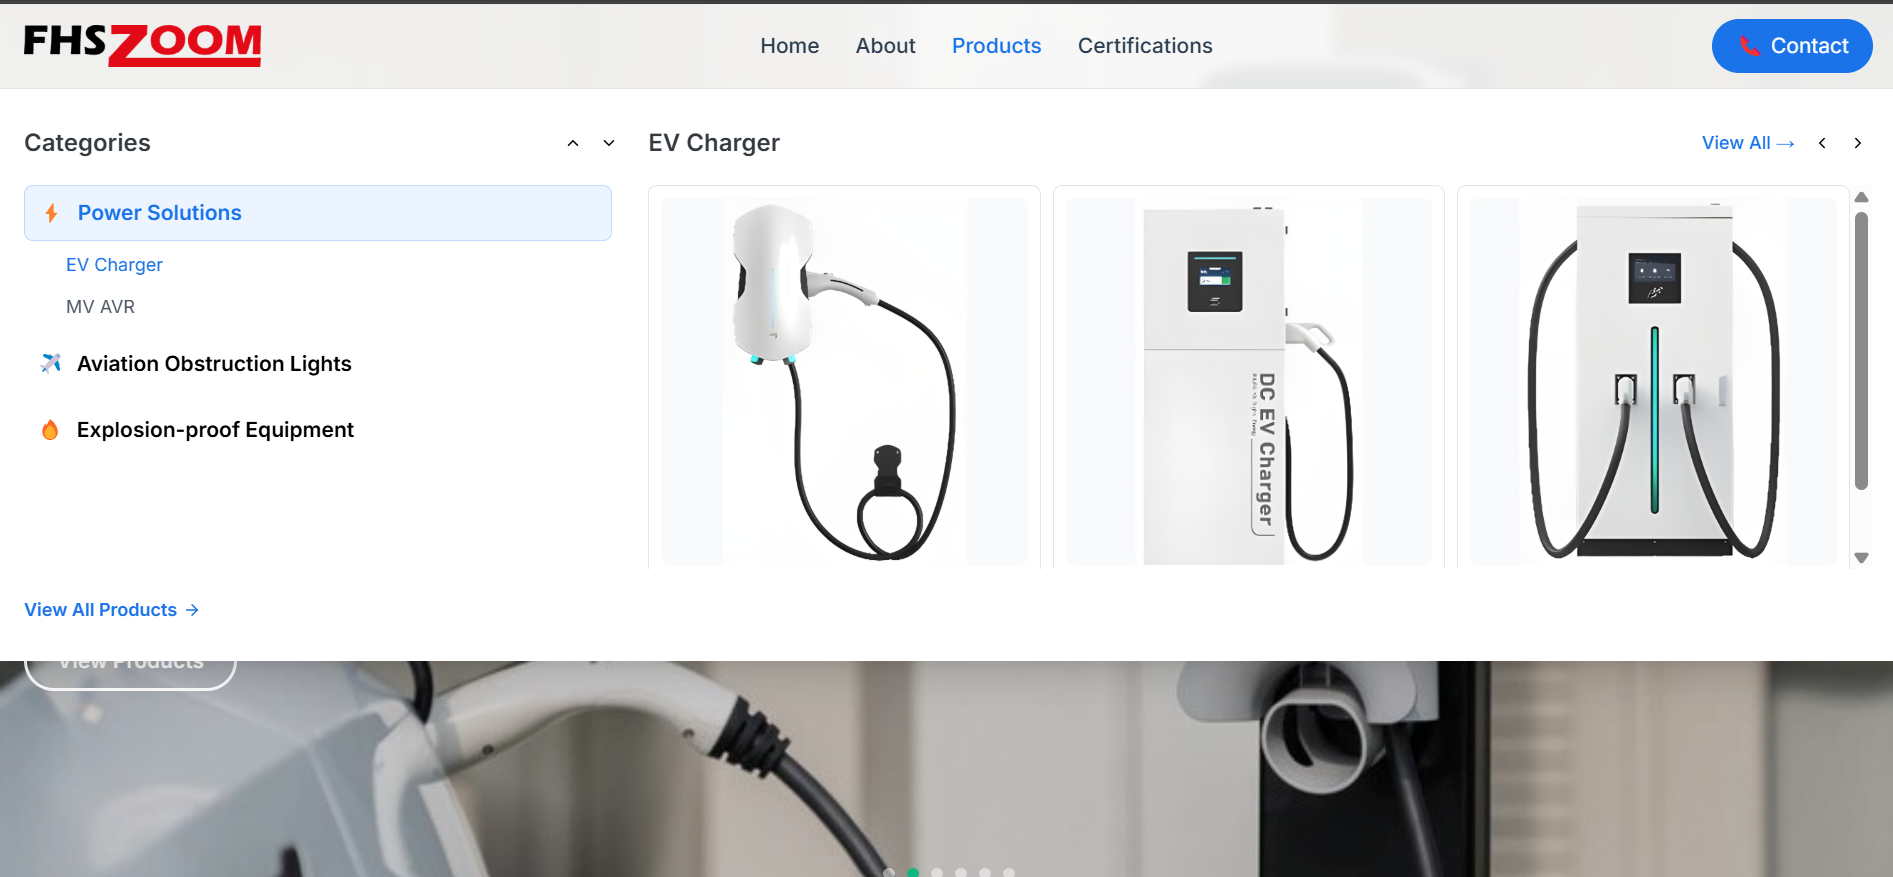 FHSZOOM
Home About Products Certifications
Contact
Categories
Power Solutions
EV Charger
MV AVR
Aviation Obstruction Lights
Explosion-proof Equipment
View All Products →
EV Charger
View All →
DC EV Charger
View Products